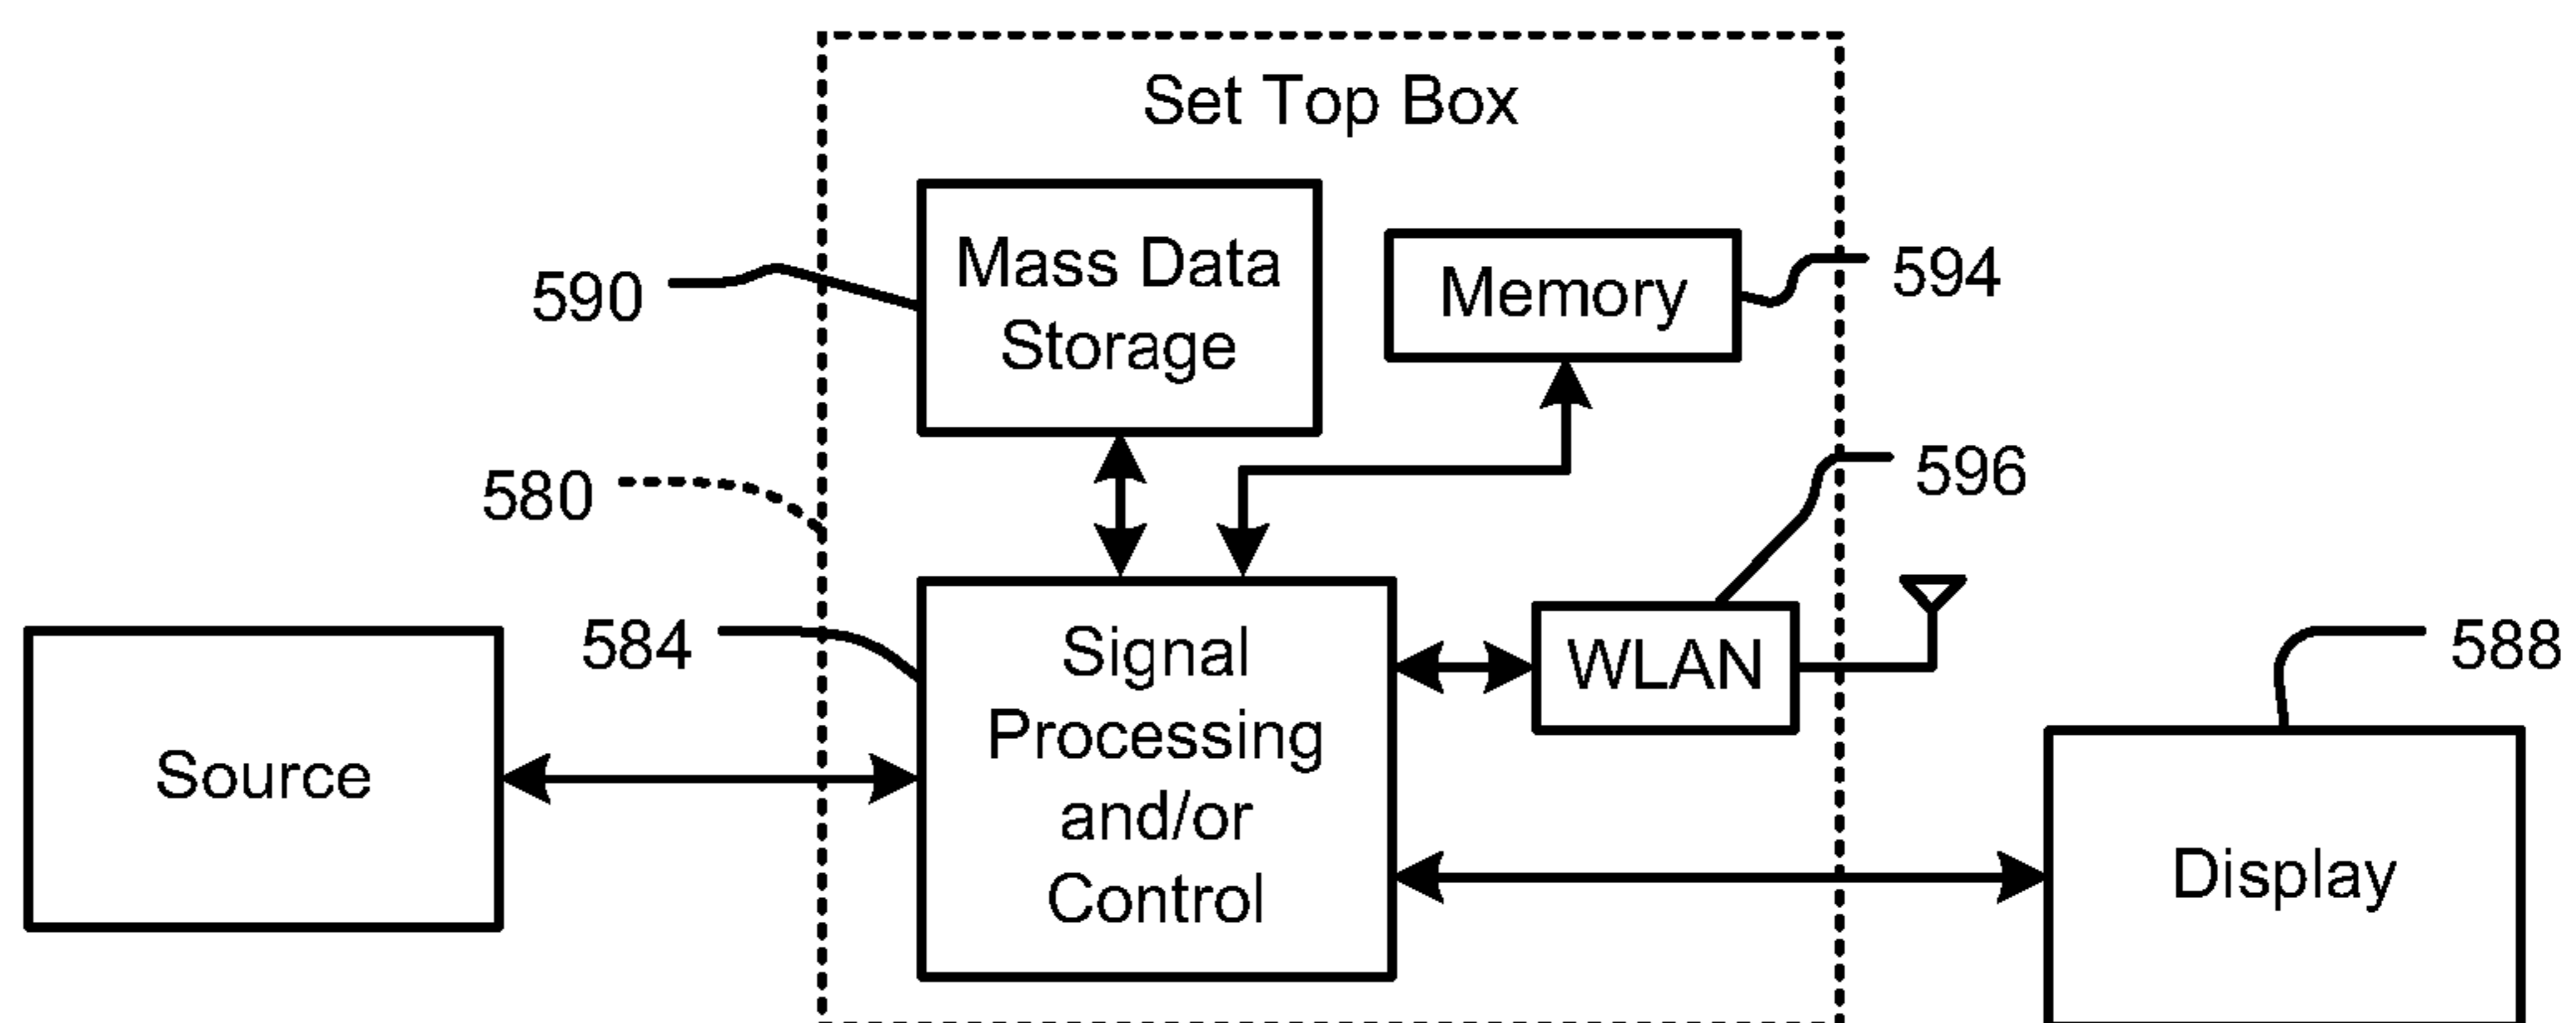 Set Top Box
590
Mass Data
Storage
Memory
594
580
596
584
Source
Signal
Processing
and/or
Control
WLAN
588
Display